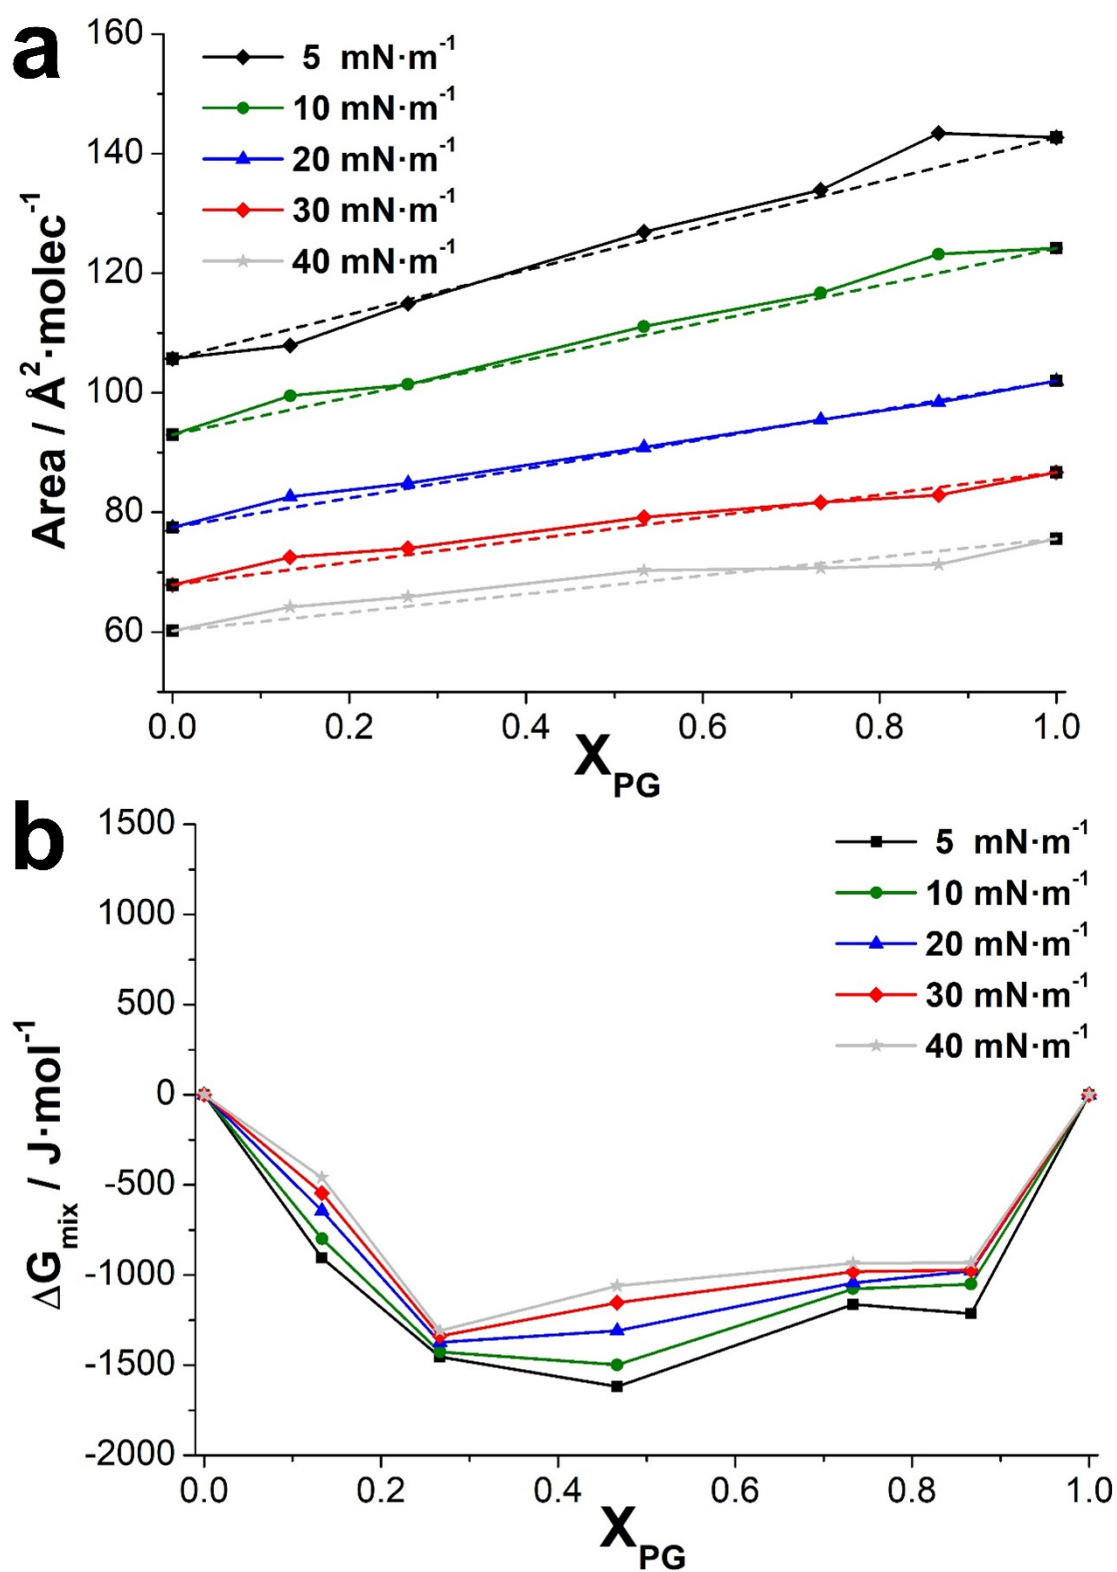 a
160
140
120
100
80
60
Area / Å²·molec⁻¹
5 mN·m⁻¹
10 mN·m⁻¹
20 mN·m⁻¹
30 mN·m⁻¹
40 mN·m⁻¹
0.0 0.2 0.4 0.6 0.8 1.0
X_PG
b
1500
1000
500
0
-500
-1000
-1500
-2000
ΔG_mix / J·mol⁻¹
5 mN·m⁻¹
10 mN·m⁻¹
20 mN·m⁻¹
30 mN·m⁻¹
40 mN·m⁻¹
0.0 0.2 0.4 0.6 0.8 1.0
X_PG